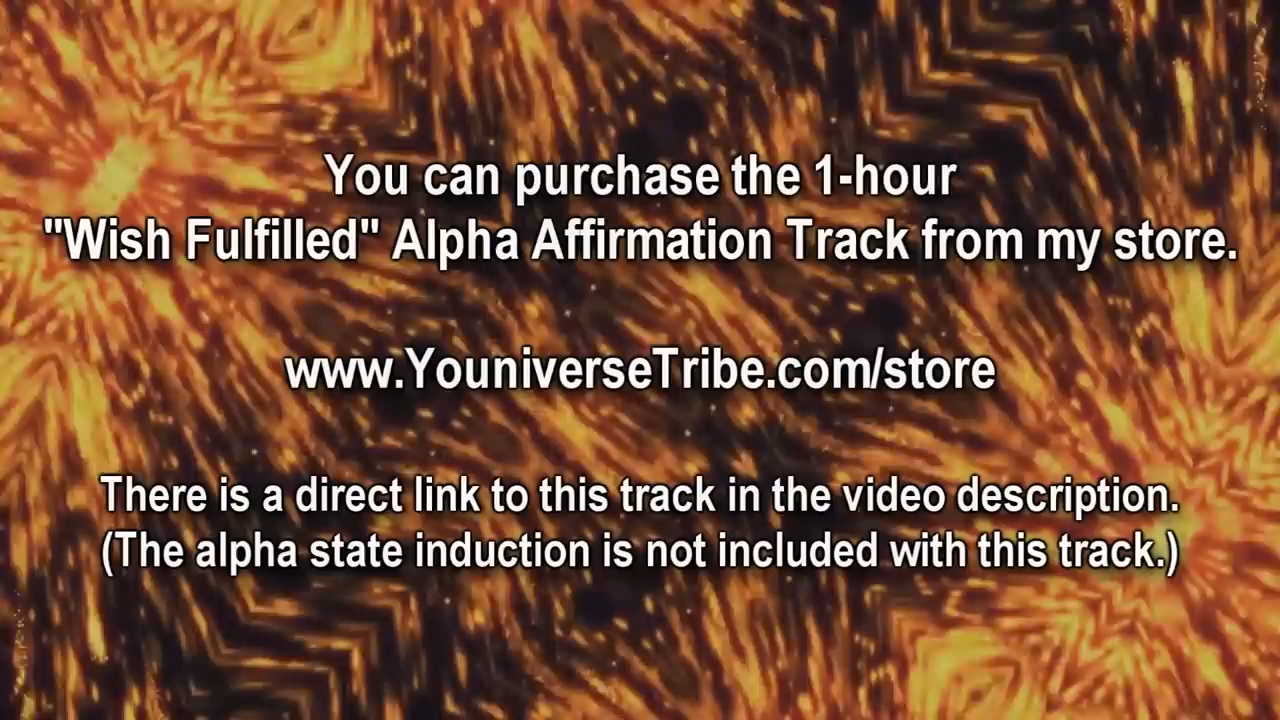 You can purchase the 1-hour
"Wish Fulfilled" Alpha Affirmation Track from my store.
www.YouniverseTribe.com/store
There is a direct link to this track in the video description.
(The alpha state induction is not included with this track.)